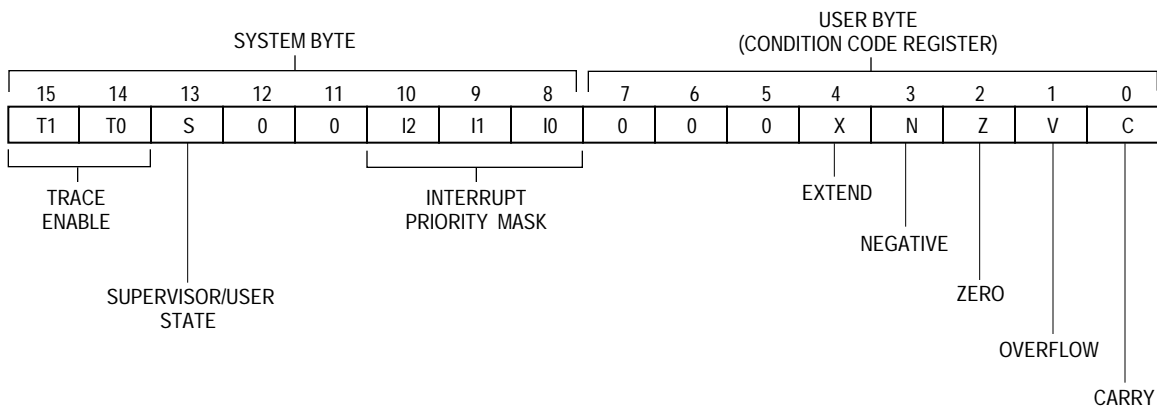 USER BYTE
SYSTEM BYTE (CONDITION CODE REGISTER)
15 14 13 12 11 10 9 8 7 6 5 4 3 2 1 0
T1 T0 S 0 0 I2 I1 I0 0 0 0 X N Z V C
TRACE
ENABLE
INTERRUPT
PRIORITY MASK
EXTEND
NEGATIVE
SUPERVISOR/USER
STATE
ZERO
OVERFLOW
CARRY